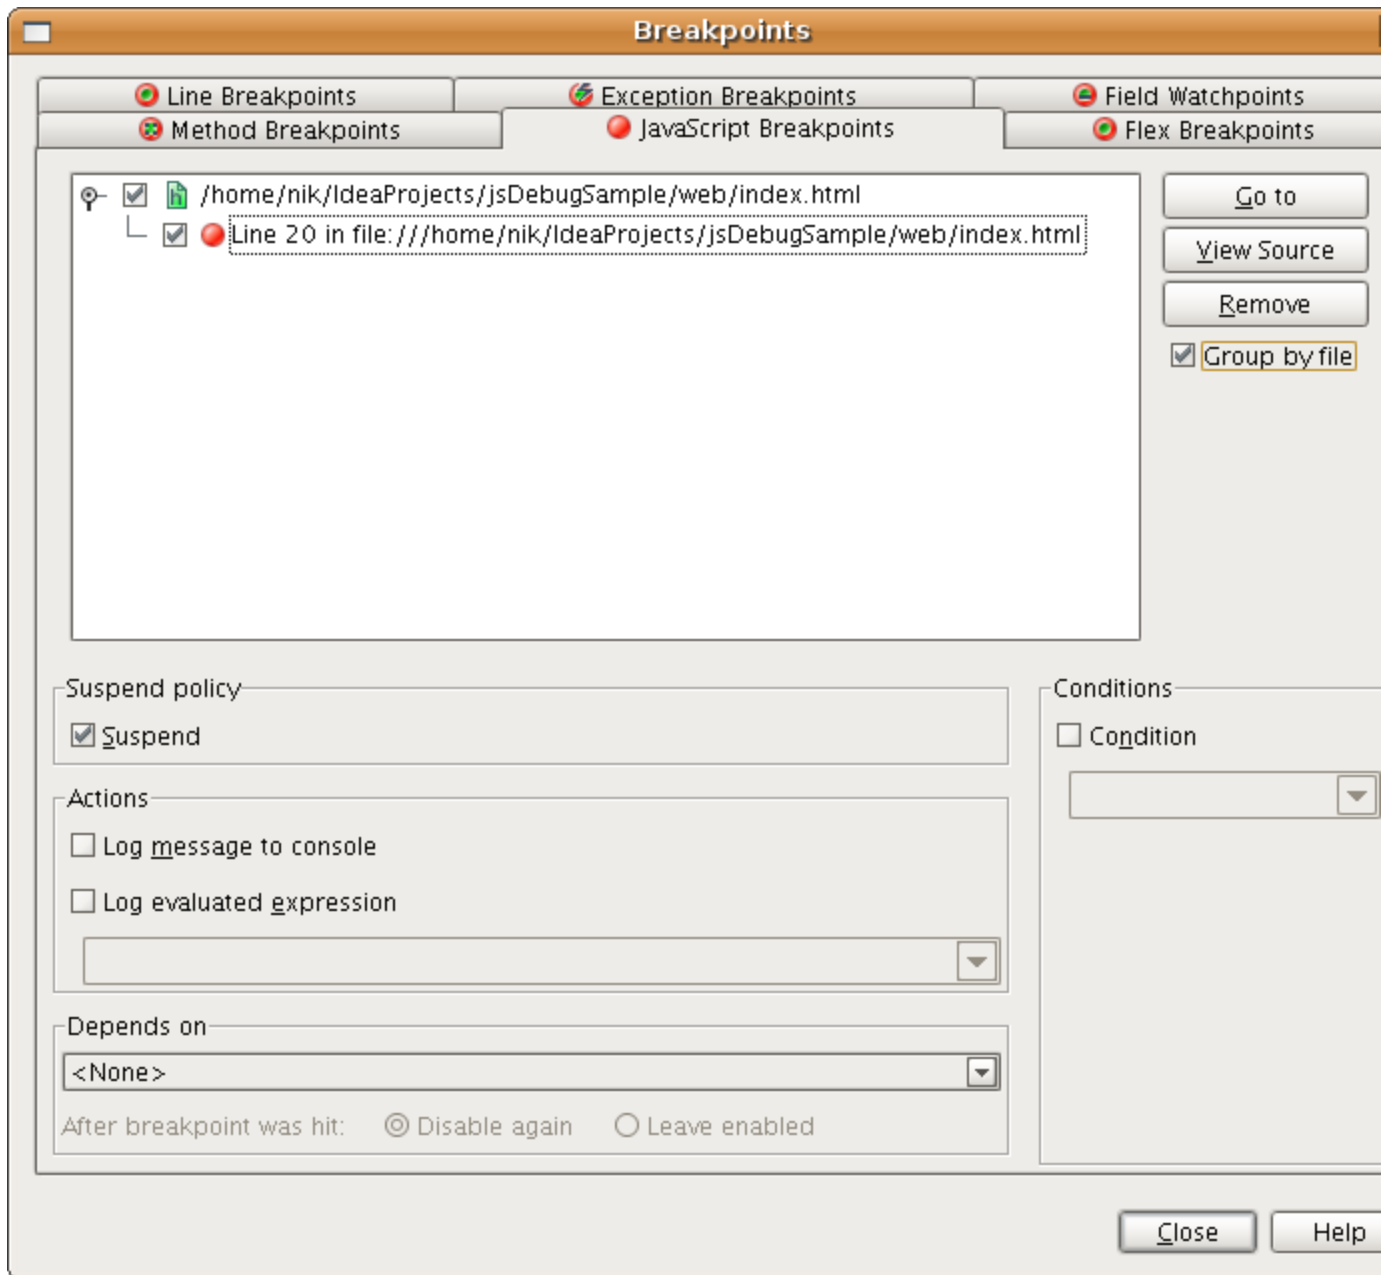 Breakpoints
Line Breakpoints
Exception Breakpoints
Field Watchpoints
Method Breakpoints
JavaScript Breakpoints
Flex Breakpoints
/home/nik/IdeaProjects/jsDebugSample/web/index.html
Line 20 in file:///home/nik/IdeaProjects/jsDebugSample/web/index.html
Go to
View Source
Remove
Group by file
Suspend policy
Suspend
Conditions
Condition
Actions
Log message to console
Log evaluated expression
Depends on
<None>
After breakpoint was hit:
Disable again
Leave enabled
Close
Help